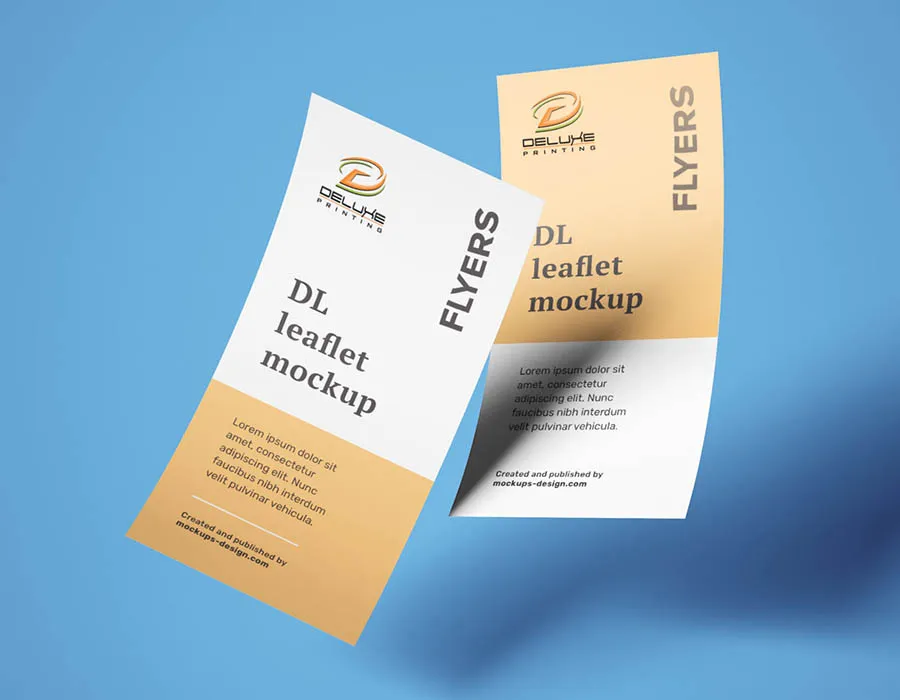 DELUXE
PRINTING
FLYERS
DL
leaflet
mockup
Lorem ipsum dolor sit
amet, consectetur
adipiscing elit. Nunc
faucibus nibh interdum
velit pulvinar vehicula.
Created and published by
mockups-design.com
DELUXE
PRINTING
FLYERS
DL
leaflet
mockup
Lorem ipsum dolor sit
amet, consectetur
adipiscing elit. Nunc
faucibus nibh interdum
velit pulvinar vehicula.
Created and published by
mockups-design.com